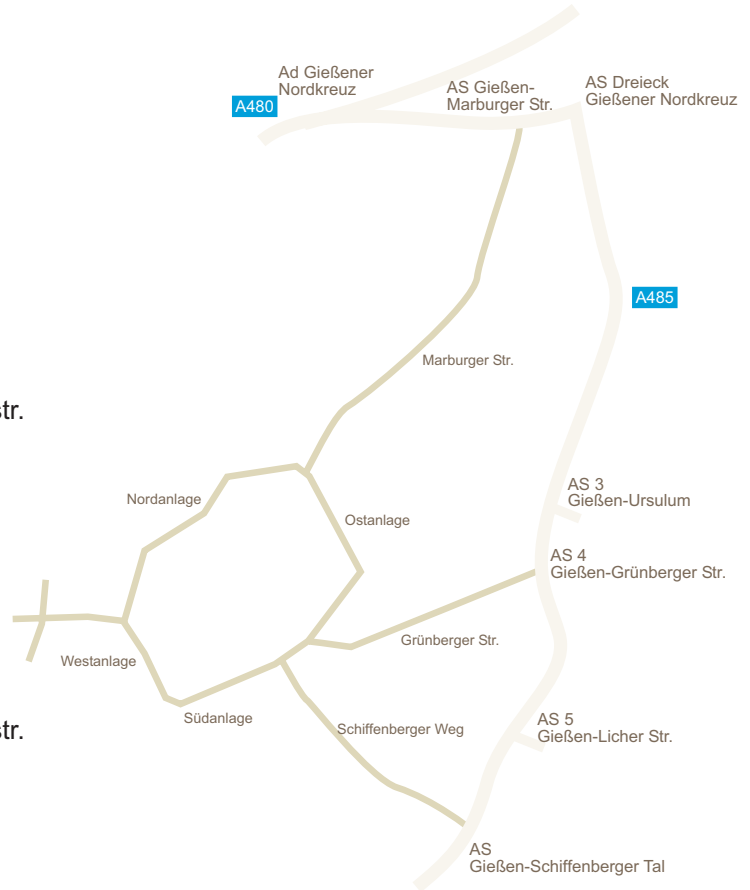 Ad Gießener
Nordkreuz
A480
AS Gießen-
Marburger Str.
AS Dreieck
Gießener Nordkreuz
A485
Marburger Str.
str.
Nordanlage
Ostanlage
AS 3
Gießen-Ursulum
AS 4
Gießen-Grünberger Str.
Grünberger Str.
Westanlage
Südanlage
Schiffenberger Weg
str.
AS 5
Gießen-Licher Str.
AS
Gießen-Schiffenberger Tal